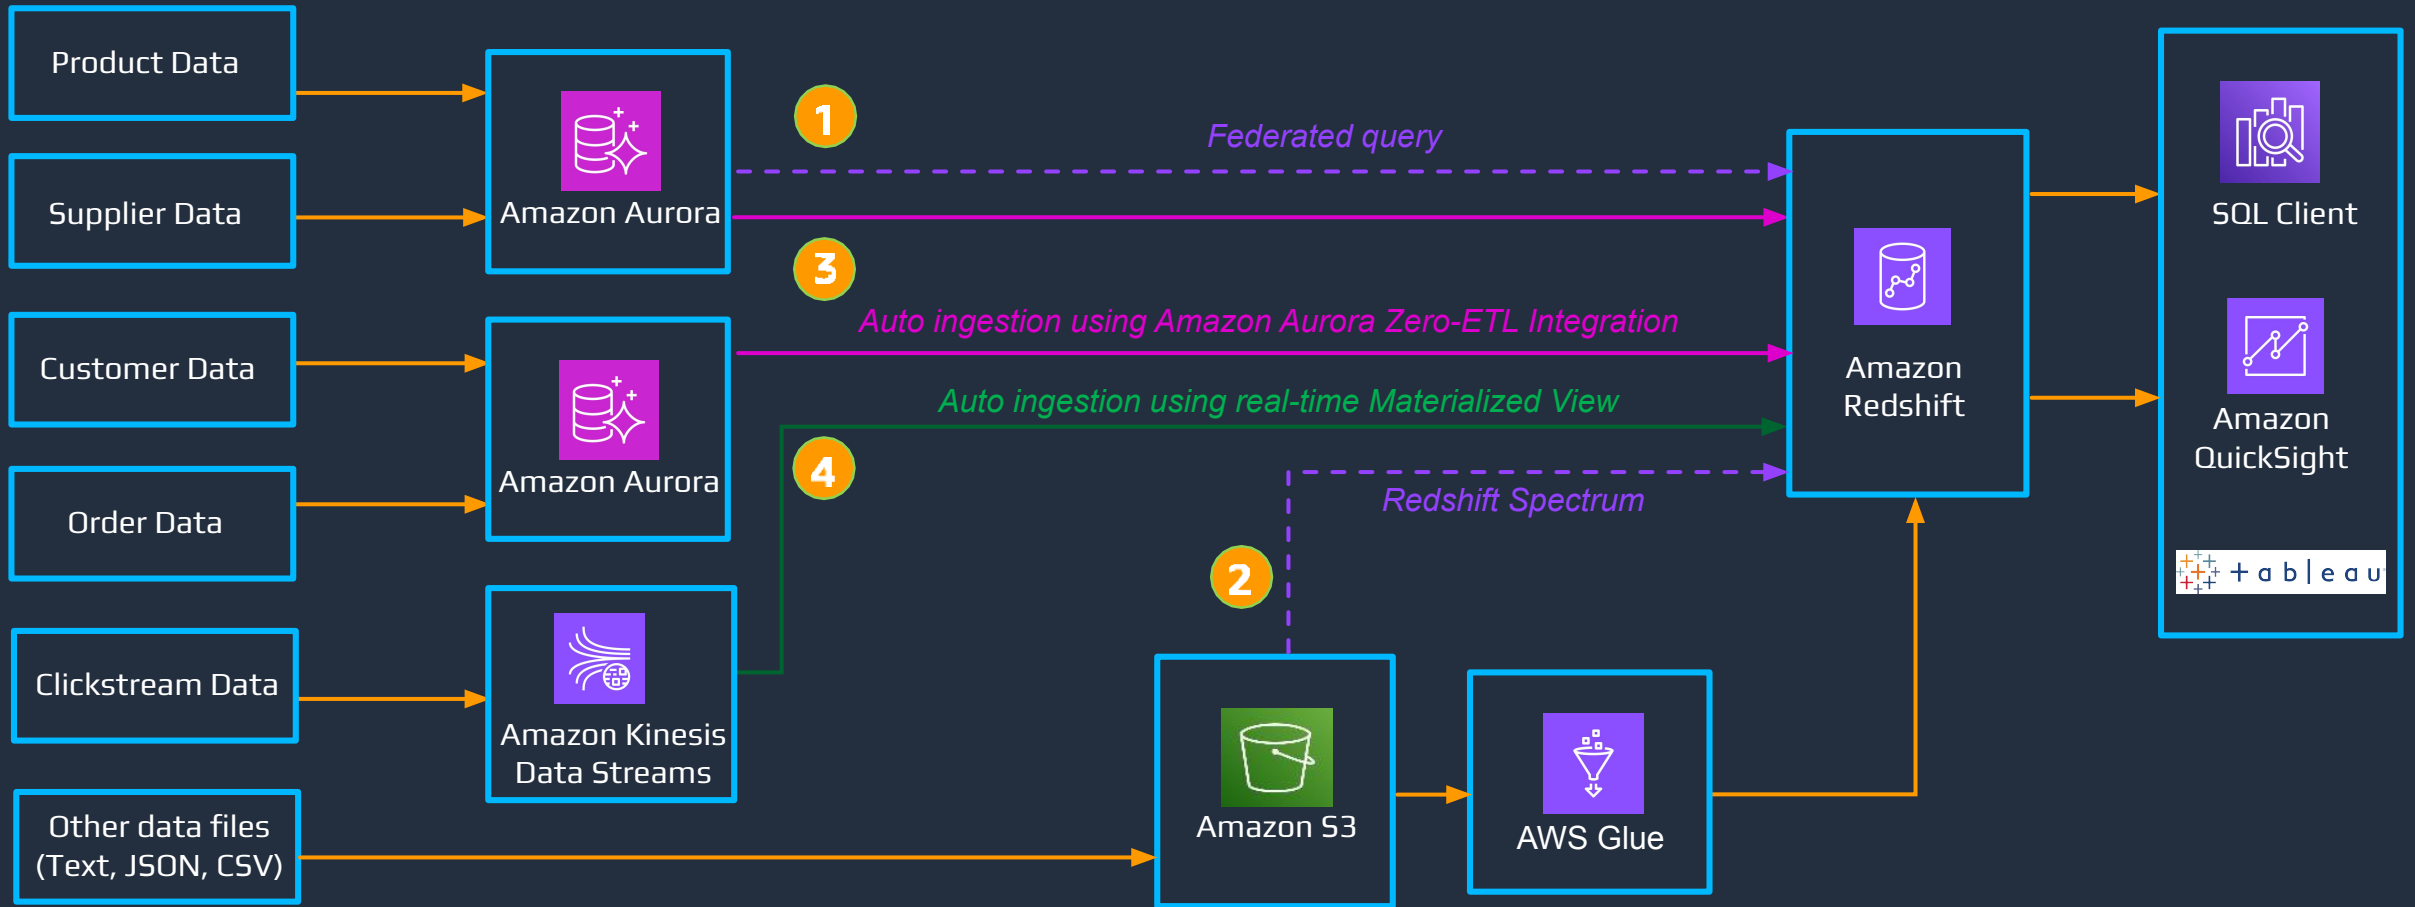 Product Data
Supplier Data
Customer Data
Order Data
Clickstream Data
Other data files
(Text, JSON, CSV)
Amazon Aurora
Amazon Aurora
Amazon Kinesis
Data Streams
1
Federated query
3
Auto ingestion using Amazon Aurora Zero-ETL Integration
Auto ingestion using real-time Materialized View
4
Redshift Spectrum
2
Amazon S3
AWS Glue
Amazon
Redshift
SQL Client
Amazon
QuickSight
+ableau